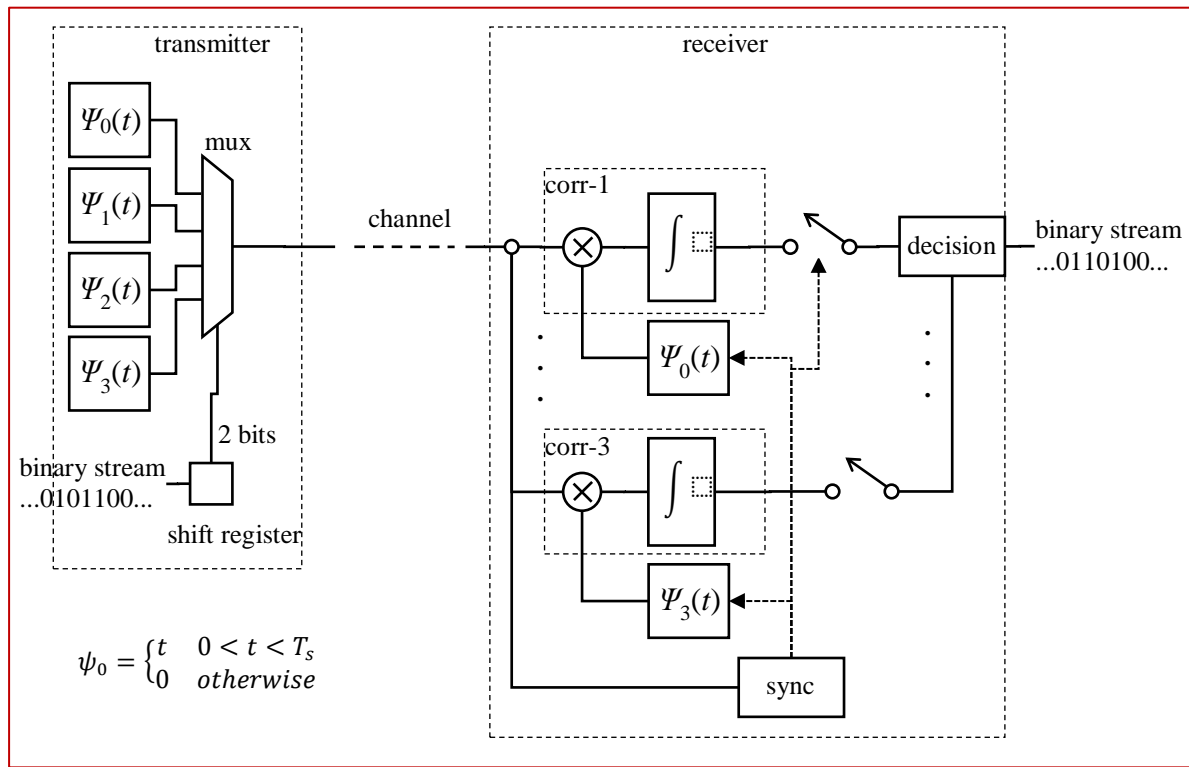 transmitter
receiver
Ψ0(t)
mux
Ψ1(t)
Ψ2(t)
Ψ3(t)
2 bits
binary stream
...0101100...
shift register
channel
corr-1
∫
decision
binary stream
...0110100...
Ψ0(t)
corr-3
∫
Ψ3(t)
sync
ψ0 = {t 0 < t < Ts
0 otherwise